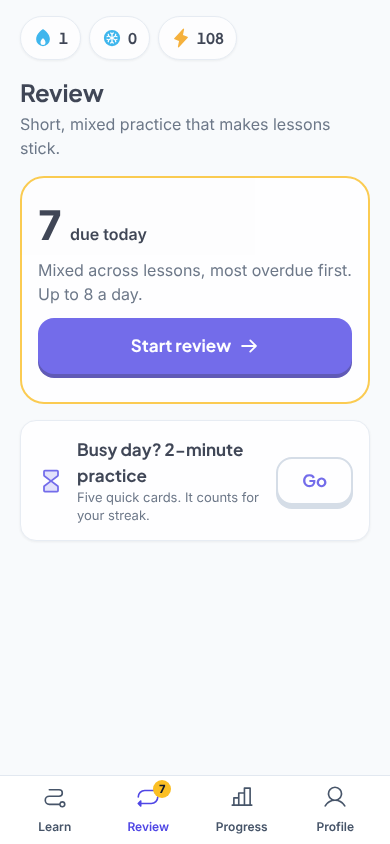 1 0 108
Review
Short, mixed practice that makes lessons
stick.
7 due today
Mixed across lessons, most overdue first.
Up to 8 a day.
Start review →
Busy day? 2-minute
practice
Five quick cards. It counts for
your streak.
Go
7
Learn Review Progress Profile